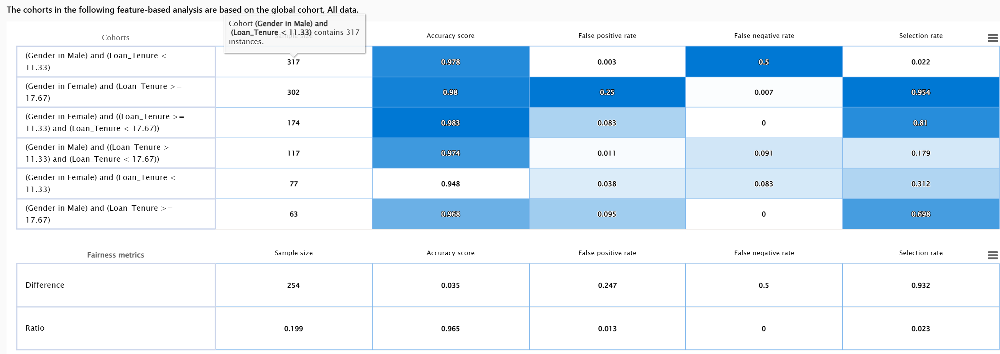 The cohorts in the following feature-based analysis are based on the global cohort, All data.
Cohort (Gender in Male) and
(Loan_Tenure < 11.33) contains 317
instances.
Cohorts
Sample size
Accuracy score
False positive rate
False negative rate
Selection rate
(Gender in Male) and (Loan_Tenure <
11.33)
317
0.978
0.003
0.5
0.022
(Gender in Female) and (Loan_Tenure >=
17.67)
302
0.98
0.25
0.007
0.954
(Gender in Female) and ((Loan_Tenure >=
11.33) and (Loan_Tenure < 17.67))
174
0.983
0.083
0
0.81
(Gender in Male) and ((Loan_Tenure >=
11.33) and (Loan_Tenure < 17.67))
117
0.974
0.011
0.091
0.179
(Gender in Female) and (Loan_Tenure <
11.33)
77
0.948
0.038
0.083
0.312
(Gender in Male) and (Loan_Tenure >=
17.67)
63
0.968
0.095
0
0.698
Fairness metrics
Sample size
Accuracy score
False positive rate
False negative rate
Selection rate
Difference
254
0.035
0.247
0.5
0.932
Ratio
0.199
0.965
0.013
0
0.023